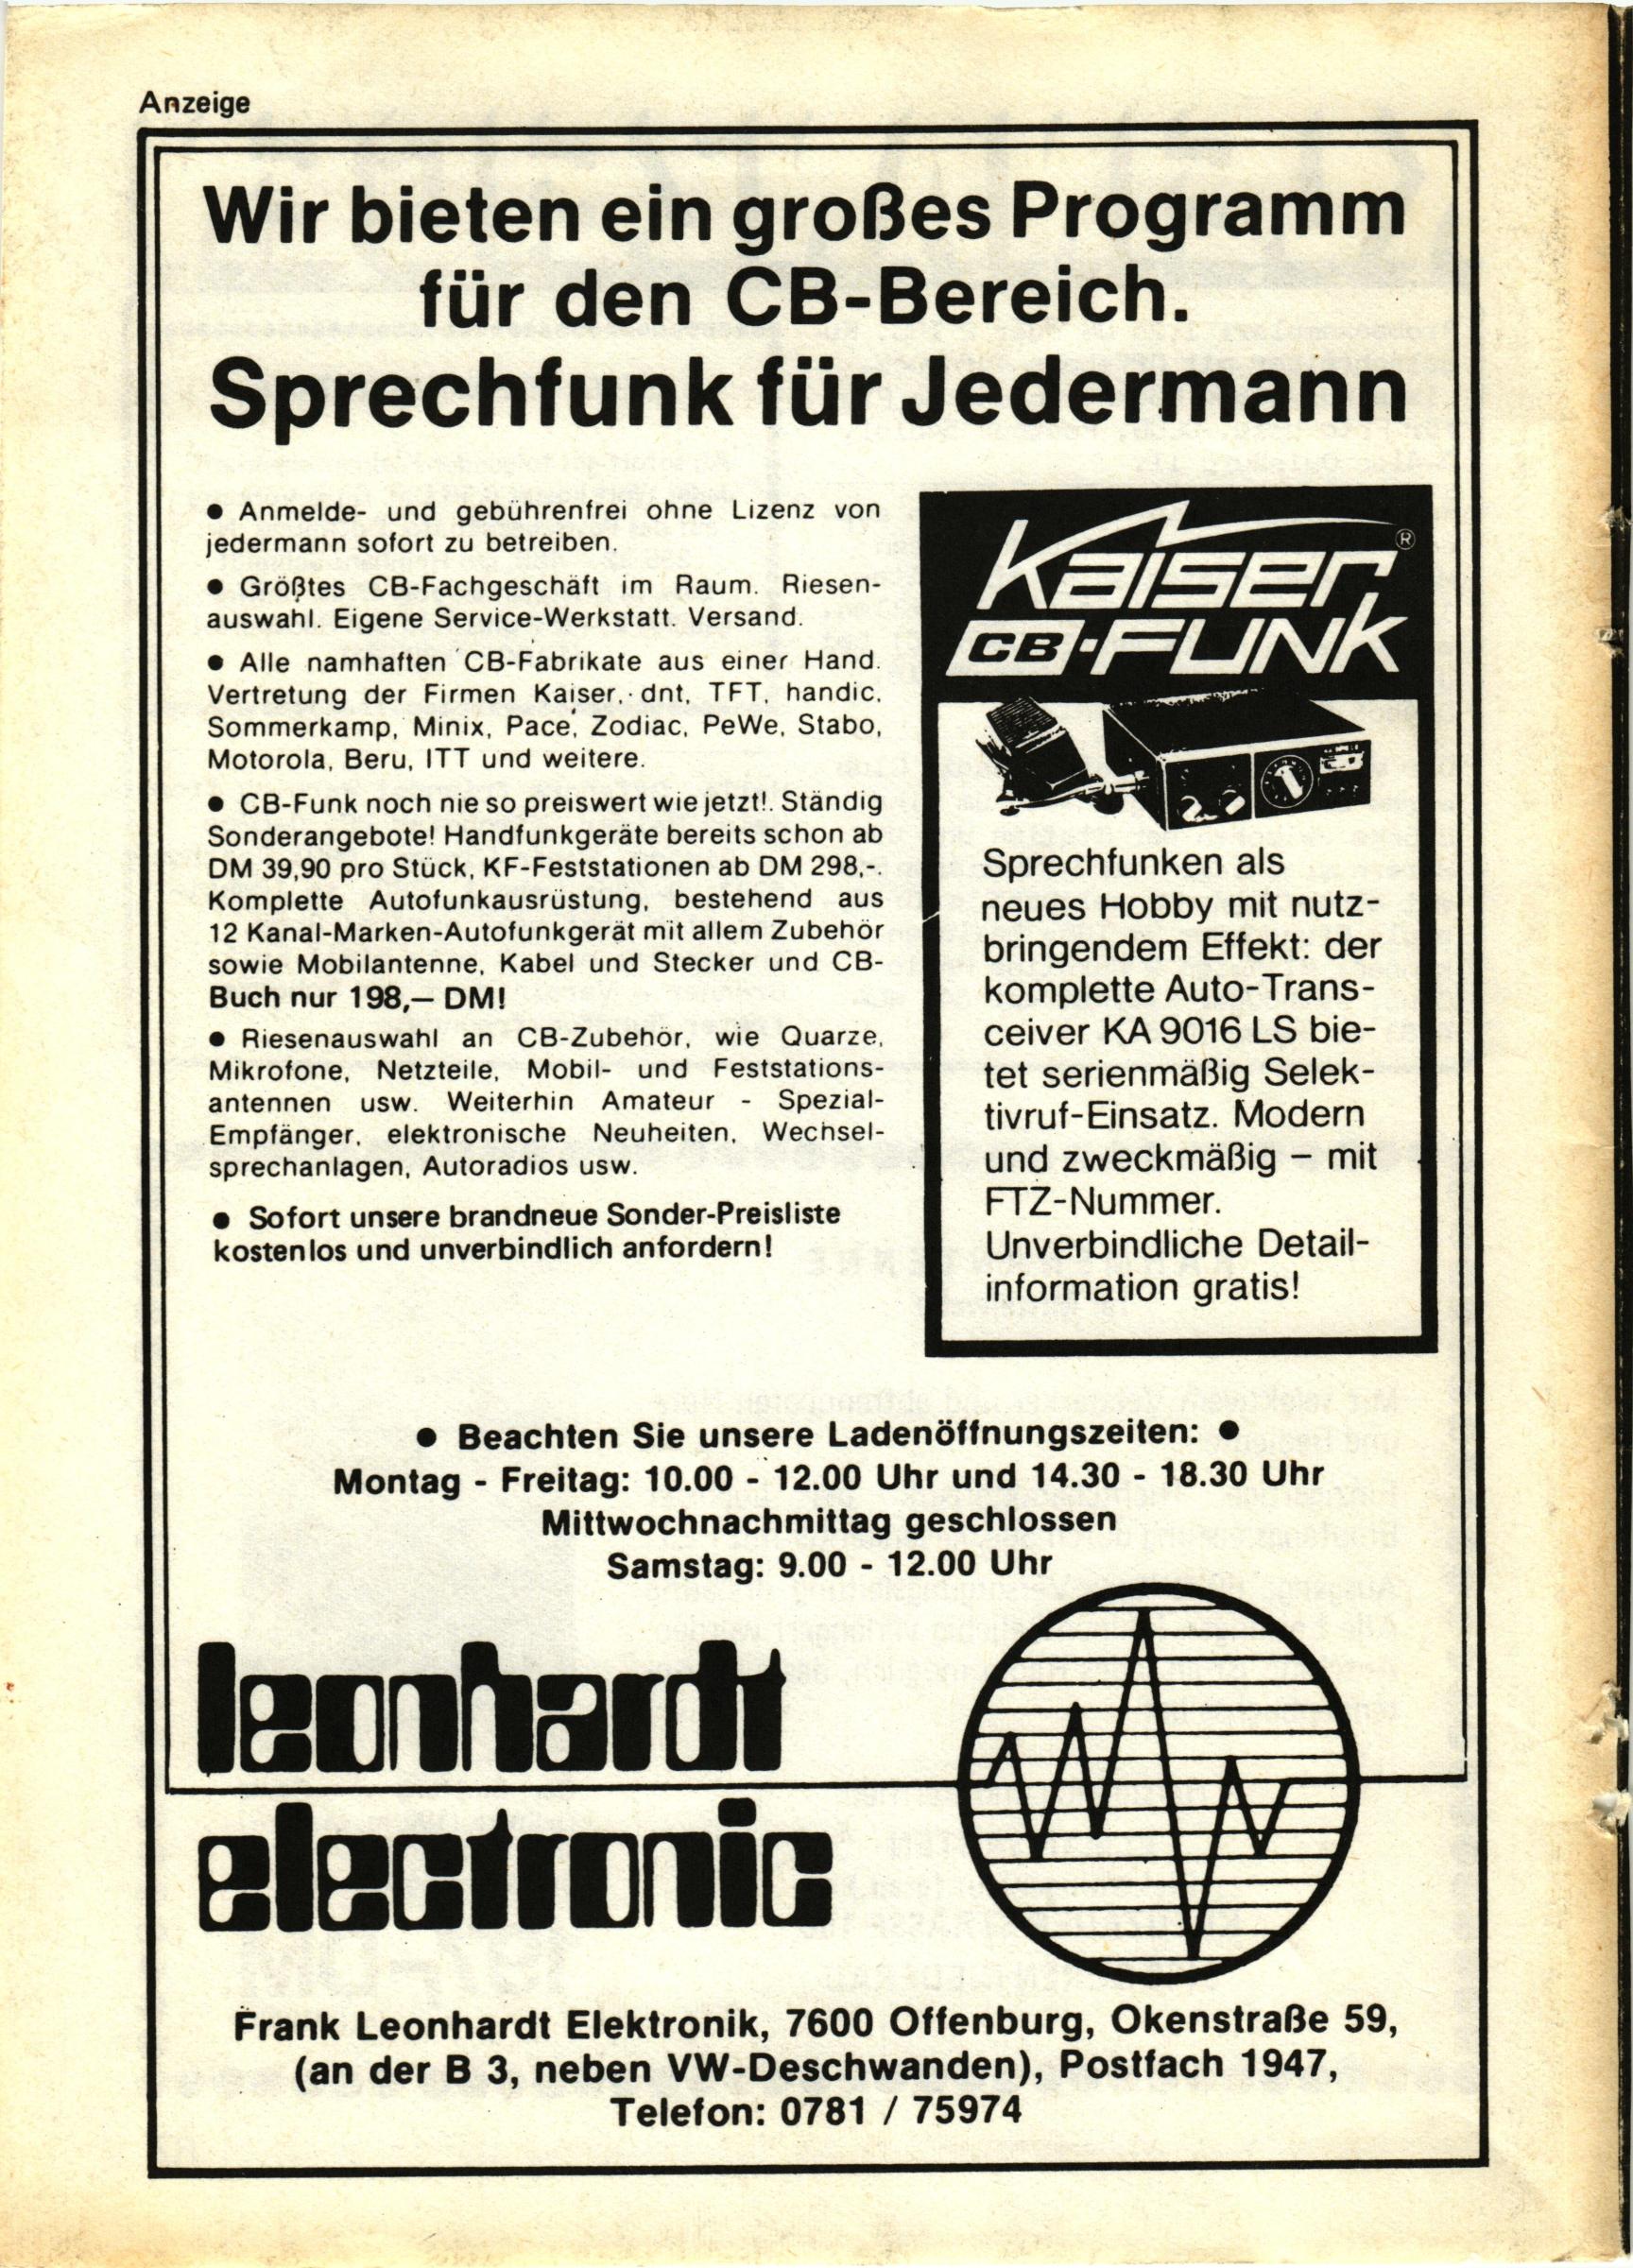 Anzeige
Wir bieten ein großes Programm
für den CB-Bereich.
Sprechfunk für Jedermann
● Anmelde- und gebührenfrei ohne Lizenz von
jedermann sofort zu betreiben.
● Größtes CB-Fachgeschäft im Raum. Riesen-
auswahl. Eigene Service-Werkstatt. Versand.
● Alle namhaften CB-Fabrikate aus einer Hand.
Vertretung der Firmen Kaiser, dnt, TFT, handic,
Sommerkamp, Minix, Pace, Zodiac, PeWe, Stabo,
Motorola, Beru, ITT und weitere.
● CB-Funk noch nie so preiswert wie jetzt!. Ständig
Sonderangebote! Handfunkgeräte bereits schon ab
DM 39,90 pro Stück, KF-Feststationen ab DM 298,-.
Komplette Autofunkausrüstung, bestehend aus
12 Kanal-Marken-Autofunkgerät mit allem Zubehör
sowie Mobilantenne, Kabel und Stecker und CB-
Buch nur 198,— DM!
● Riesenauswahl an CB-Zubehör, wie Quarze,
Mikrofone, Netzteile, Mobil- und Feststations-
antennen usw. Weiterhin Amateur - Spezial-
Empfänger, elektronische Neuheiten, Wechsel-
sprechanlagen, Autoradios usw.
● Sofort unsere brandneue Sonder-Preisliste
kostenlos und unverbindlich anfordern!
Kaiser ®
CB-FUNK
Sprechfunken als
neues Hobby mit nutz-
bringendem Effekt: der
komplette Auto-Trans-
ceiver KA 9016 LS bie-
tet serienmäßig Selek-
tivruf-Einsatz. Modern
und zweckmäßig – mit
FTZ-Nummer.
Unverbindliche Detail-
information gratis!
● Beachten Sie unsere Ladenöffnungszeiten: ●
Montag - Freitag: 10.00 - 12.00 Uhr und 14.30 - 18.30 Uhr
Mittwochnachmittag geschlossen
Samstag: 9.00 - 12.00 Uhr
leonhardt
electronic
Frank Leonhardt Elektronik, 7600 Offenburg, Okenstraße 59,
(an der B 3, neben VW-Deschwanden), Postfach 1947,
Telefon: 0781 / 75974